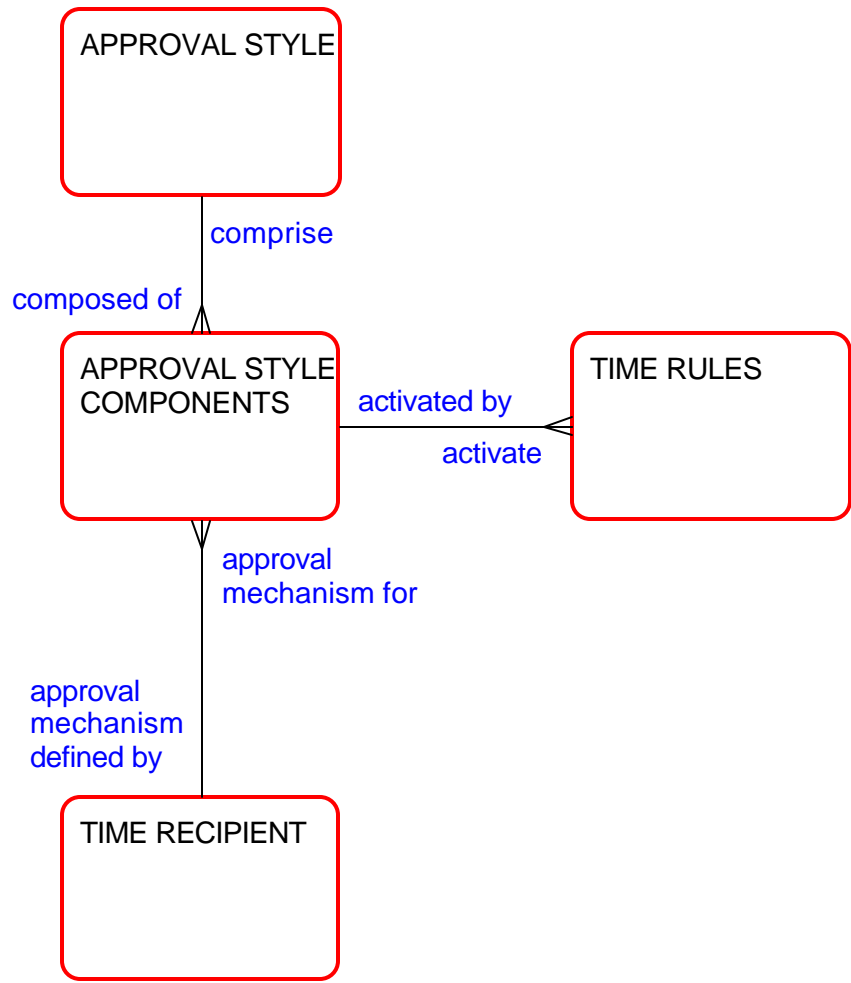 APPROVAL STYLE
comprise
composed of
APPROVAL STYLE
COMPONENTS
activated by
activate
TIME RULES
approval
mechanism for
approval
mechanism
defined by
TIME RECIPIENT